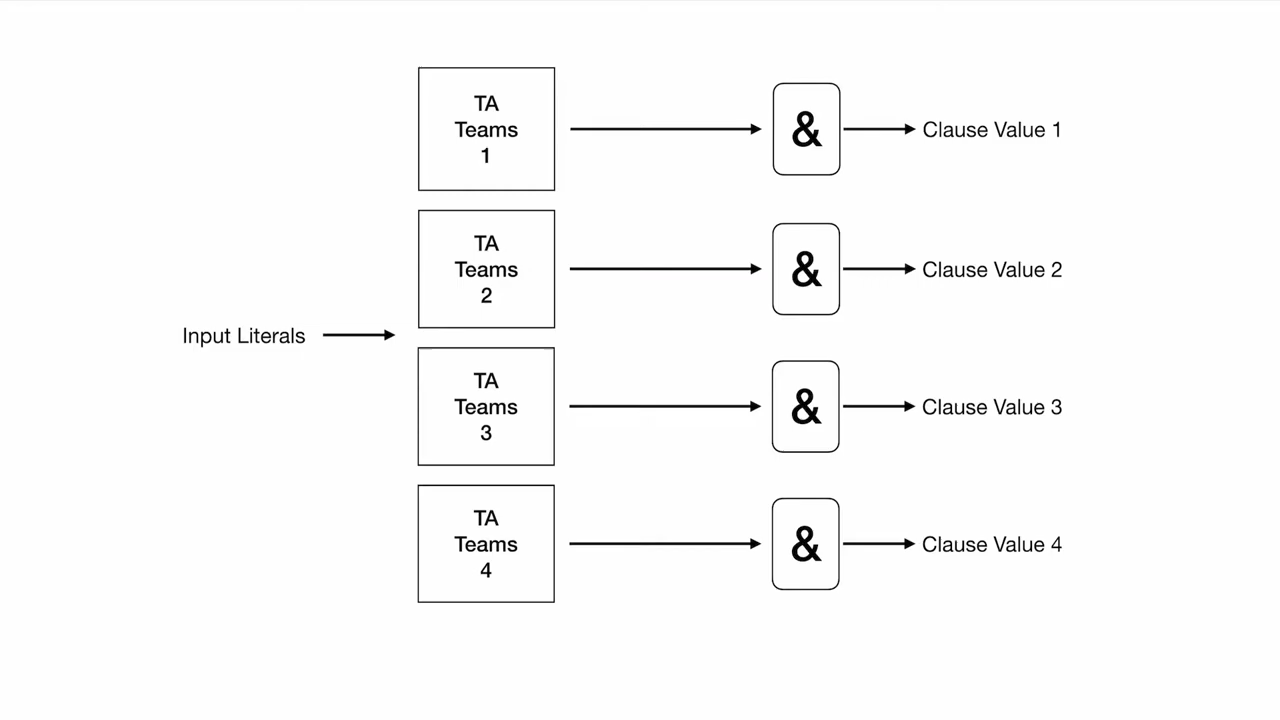 TA
Teams
1
&
Clause Value 1
TA
Teams
2
&
Clause Value 2
Input Literals
TA
Teams
3
&
Clause Value 3
TA
Teams
4
&
Clause Value 4